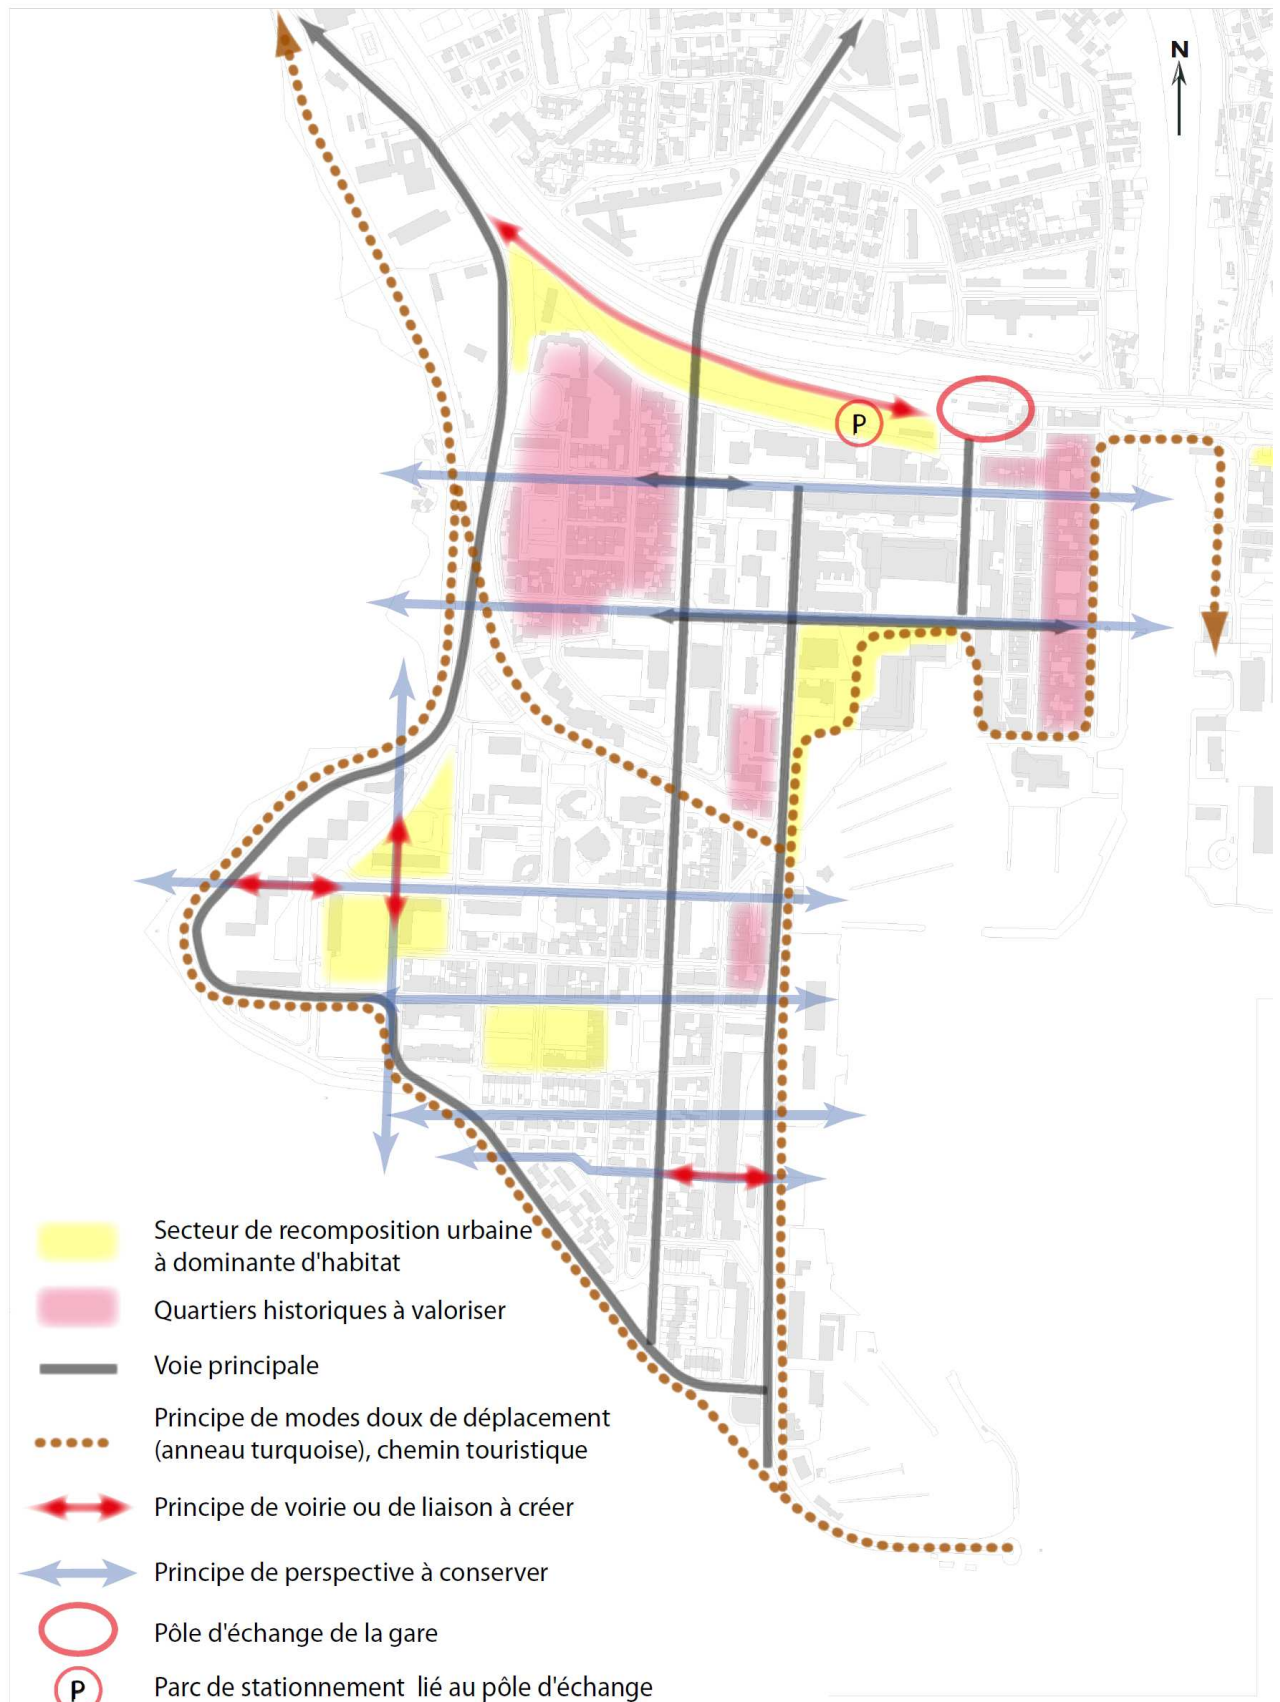 N
P
Secteur de recomposition urbaine
à dominante d'habitat
Quartiers historiques à valoriser
Voie principale
Principe de modes doux de déplacement
(anneau turquoise), chemin touristique
Principe de voirie ou de liaison à créer
Principe de perspective à conserver
Pôle d'échange de la gare
P
Parc de stationnement lié au pôle d'échange